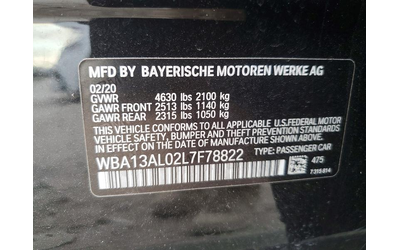 MFD BY BAYERISCHE MOTOREN WERKE AG
02/20
GVWR 4630 lbs 2100 kg
GAWR FRONT 2513 lbs 1140 kg
GAWR REAR 2315 lbs 1050 kg
THIS VEHICLE CONFORMS TO ALL APPLICABLE U.S. FEDERAL MOTOR
VEHICLE SAFETY, BUMPER, AND THEFT PREVENTION STANDARDS
IN EFFECT ON THE DATE OF MANUFACTURE SHOWN ABOVE.
WBA13AL02L7F78822 TYPE: PASSENGER CAR
475